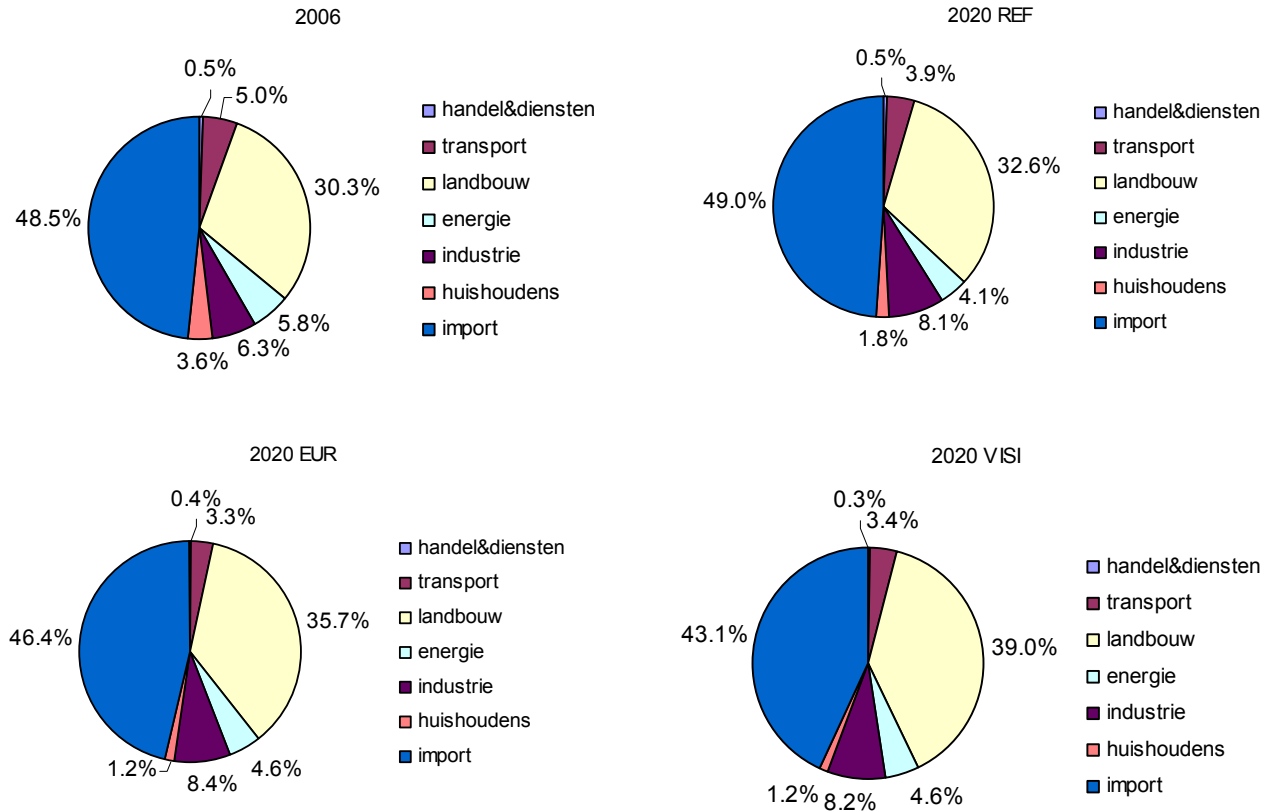 2006
0.5%
5.0%
30.3%
5.8%
6.3%
3.6%
48.5%
handel&diensten
transport
landbouw
energie
industrie
huishoudens
import
2020 REF
0.5%
3.9%
32.6%
4.1%
8.1%
1.8%
49.0%
handel&diensten
transport
landbouw
energie
industrie
huishoudens
import
2020 EUR
0.4%
3.3%
35.7%
4.6%
8.4%
1.2%
46.4%
handel&diensten
transport
landbouw
energie
industrie
huishoudens
import
2020 VISI
0.3%
3.4%
39.0%
4.6%
8.2%
1.2%
43.1%
handel&diensten
transport
landbouw
energie
industrie
huishoudens
import